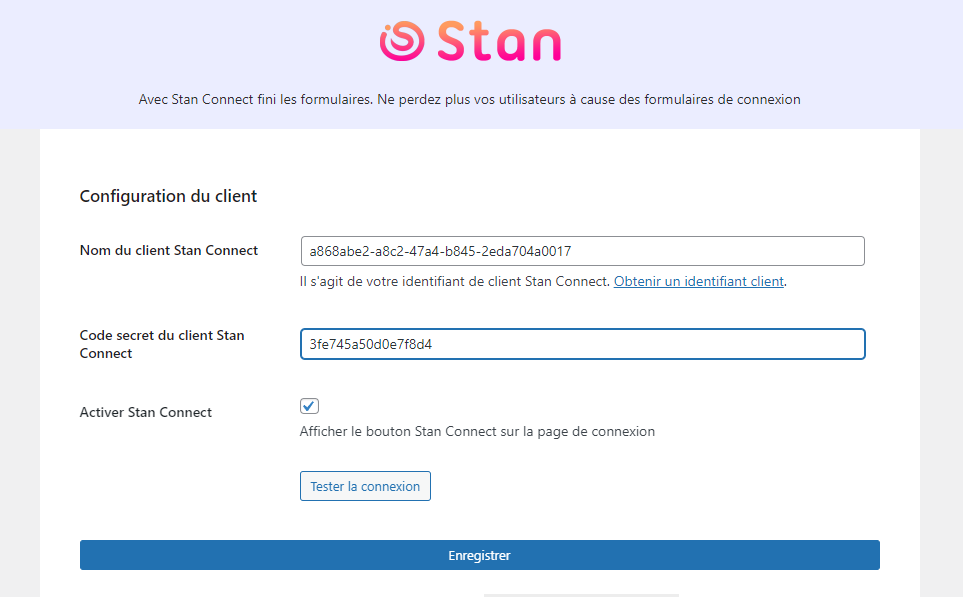 Stan
Avec Stan Connect fini les formulaires. Ne perdez plus vos utilisateurs à cause des formulaires de connexion
Configuration du client
Nom du client Stan Connect
a868abe2-a8c2-47a4-b845-2eda704a0017
Il s'agit de votre identifiant de client Stan Connect. Obtenir un identifiant client.
Code secret du client Stan
Connect
3fe745a50d0e7f8d4
Activer Stan Connect
Afficher le bouton Stan Connect sur la page de connexion
Tester la connexion
Enregistrer